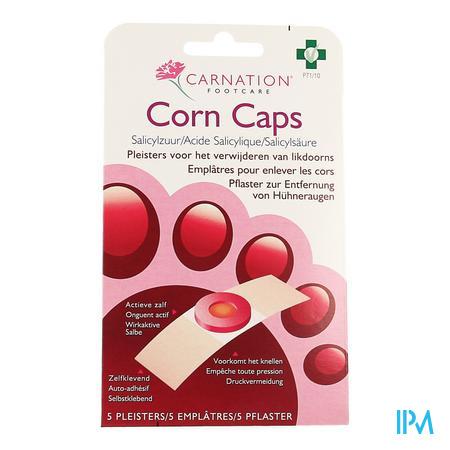 P71/10
CARNATION®
FOOTCARE
Corn Caps
Salicylzuur/Acide Salicylique/Salicylsäure
Pleisters voor het verwijderen van likdoorns
Emplâtres pour enlever les cors
Pflaster zur Entfernung
von Hühneraugen
Actieve zalf
Onguent actif
Wirkaktive
Salbe
Voorkomt het knellen
Empêche toute pression
Druckvermeidung
Zelfklevend
Auto-adhésif
Selbstklebend
5 PLEISTERS/5 EMPLÂTRES/5 PFLASTER
IPM